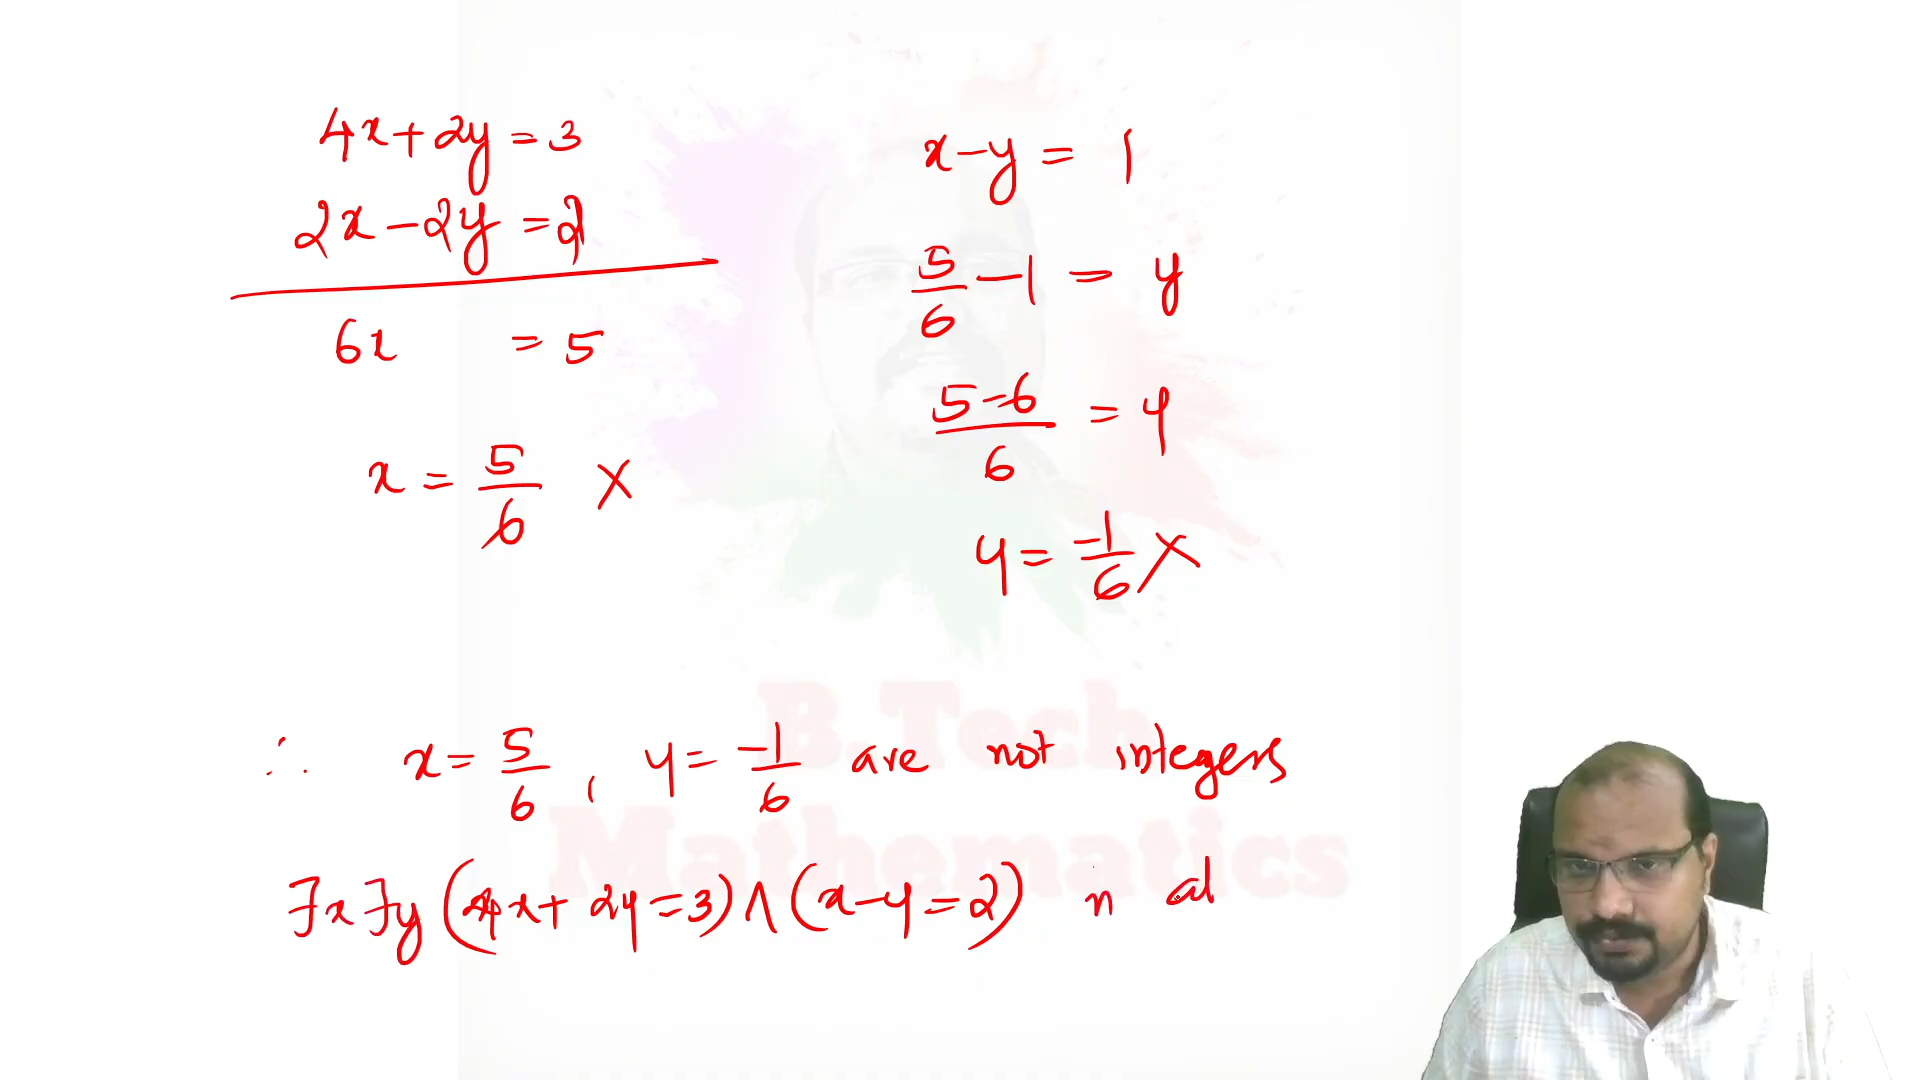 4x+2y=3
2x-2y=2
6x = 5
x = 5/6 X
x-y = 1
5/6 -1 = y
5-6/6 = y
y = -1/6 X
∴ x= 5/6 , y= -1/6 are not integers
∃x∃y (4x+2y=3)∧(x-y=2)
B.Tech
Mathematics